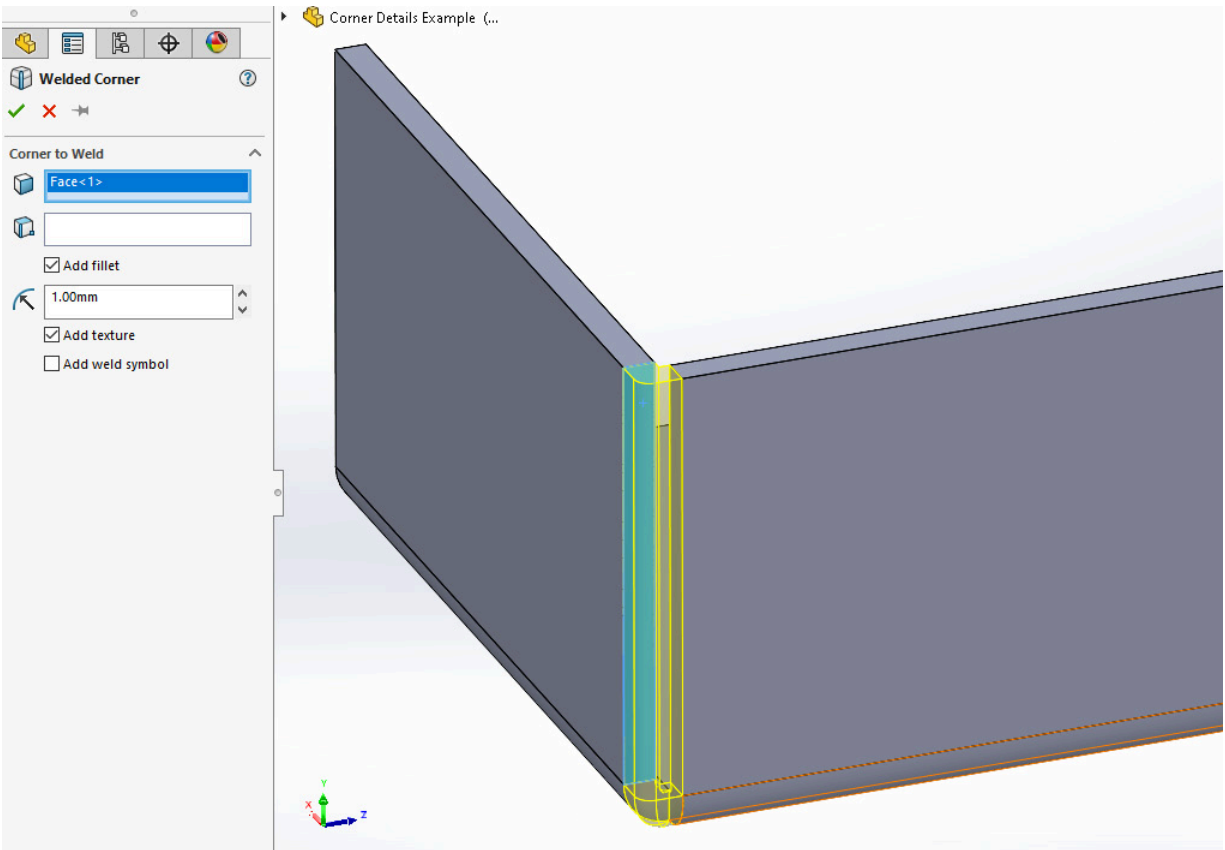 Corner Details Example (...
Welded Corner
Corner to Weld
Face<1>
Add fillet
1.00mm
Add texture
Add weld symbol
Y
X
Z